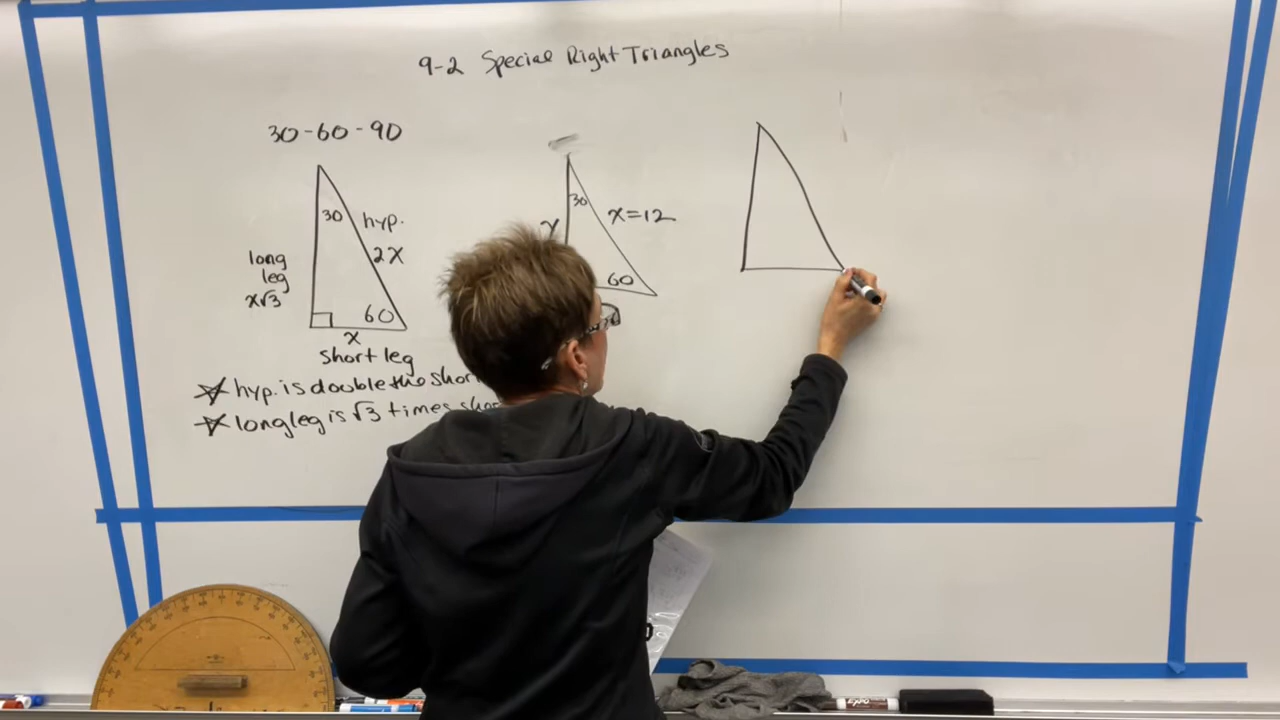 9-2 Special Right Triangles
30-60-90
30
hyp.
2x
long
leg
x√3
60
x
short leg
☆ hyp. is double the
☆ long leg is √3 times
30
x=12
60
EXPO